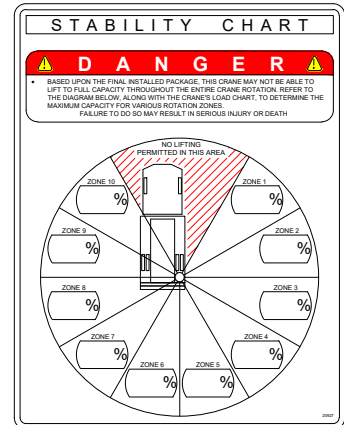 STABILITY CHART
DANGER
• BASED UPON THE FINAL INSTALLED PACKAGE, THIS CRANE MAY NOT BE ABLE TO
LIFT TO FULL CAPACITY THROUGHOUT THE ENTIRE CRANE ROTATION. REFER TO
THE DIAGRAM BELOW, ALONG WITH THE CRANE'S LOAD CHART, TO DETERMINE THE
MAXIMUM CAPACITY FOR VARIOUS ROTATION ZONES.
FAILURE TO DO SO MAY RESULT IN SERIOUS INJURY OR DEATH
NO LIFTING
PERMITTED IN THIS AREA
ZONE 10
%
ZONE 1
%
ZONE 9
%
ZONE 2
%
ZONE 8
%
ZONE 3
%
ZONE 7
%
ZONE 4
%
ZONE 6
%
ZONE 5
%